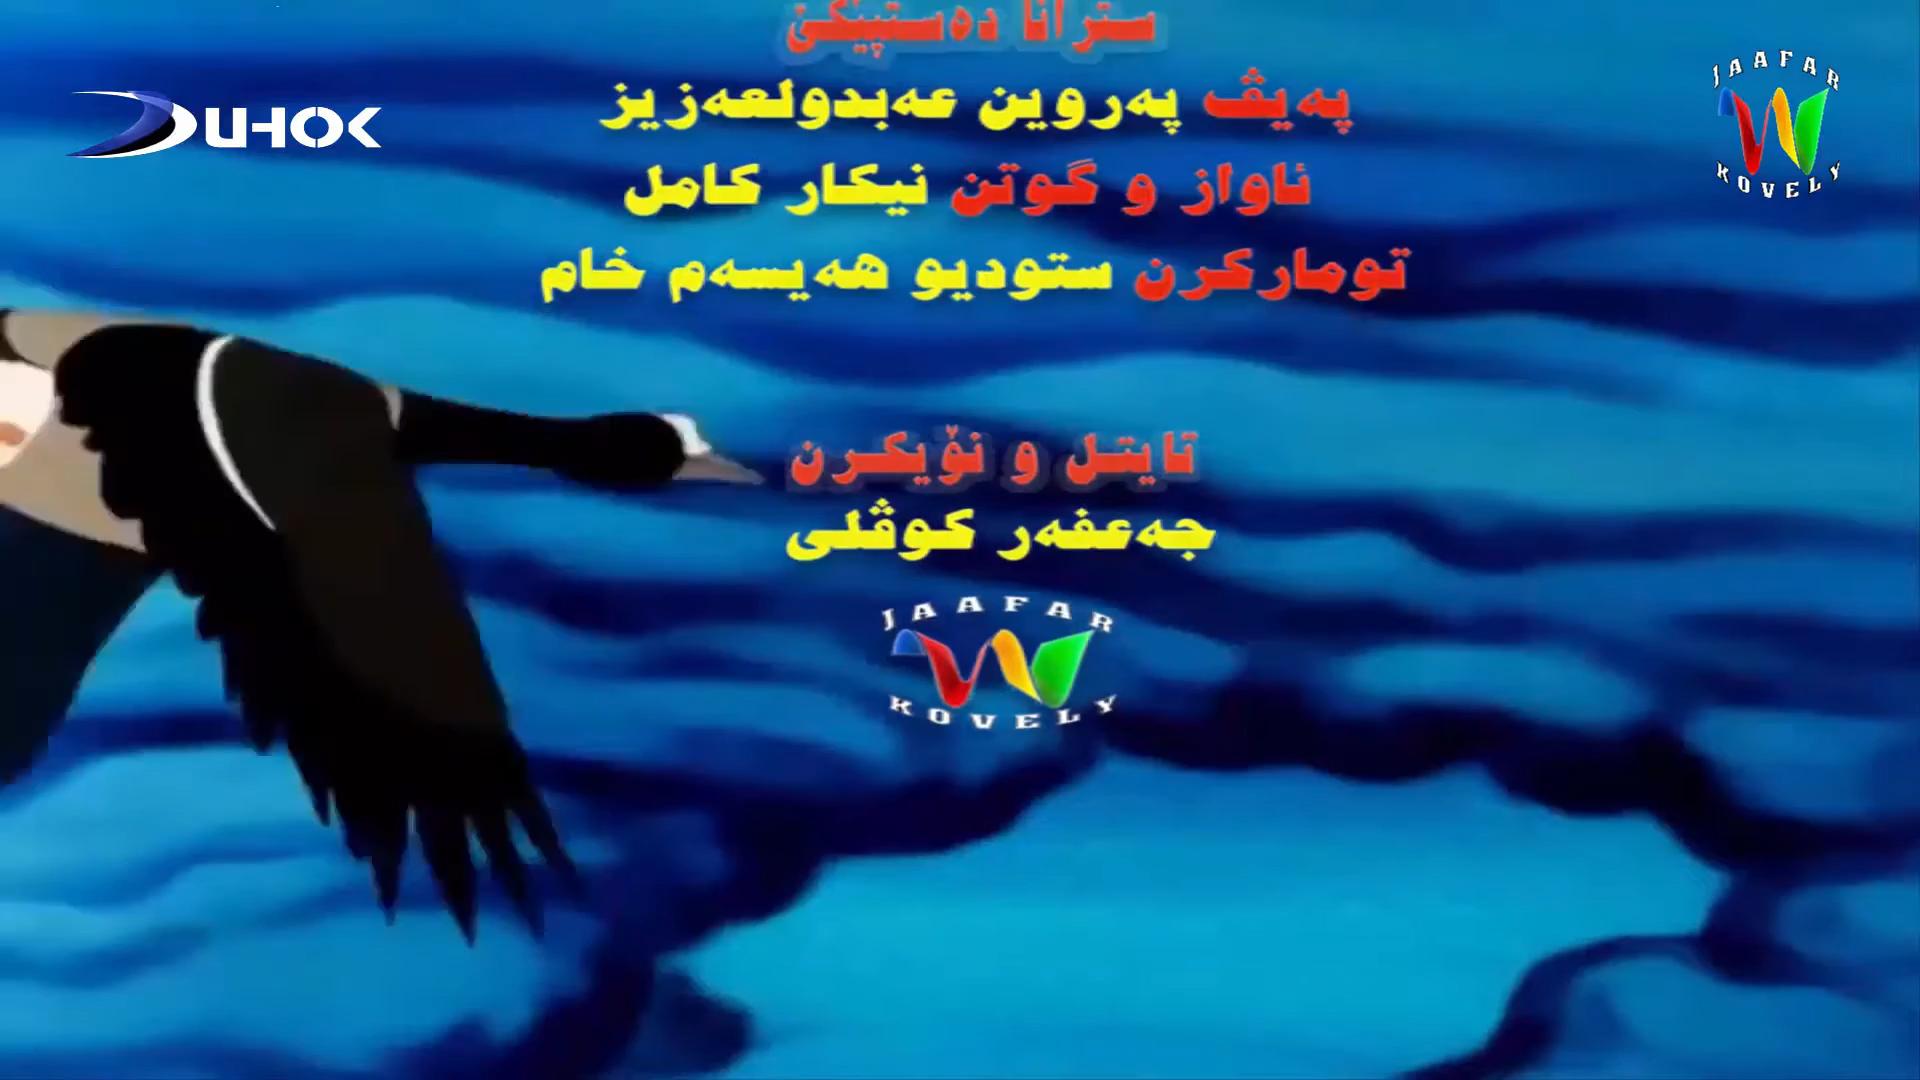 سترانا دەستپێکێ
پەیڤ پەروین عەبدولعەزیز
ئاواز و گوتن نیکار کامل
تومارکرن ستودیو هەیسەم خام
تایتل و نۆیکرن
جەعفەر کوڤلی
JAAFAR
KOVELY
DUHOK
JAAFAR
KOVELY